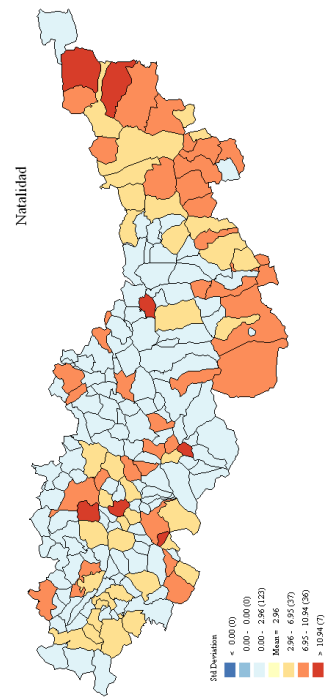 Natalidad
Std Deviation
< 0.00 (0)
0.00 - 0.00 (0)
0.00 - 2.96 (123)
Mean = 2.96
2.96 - 6.95 (37)
6.95 - 10.94 (36)
> 10.94 (7)